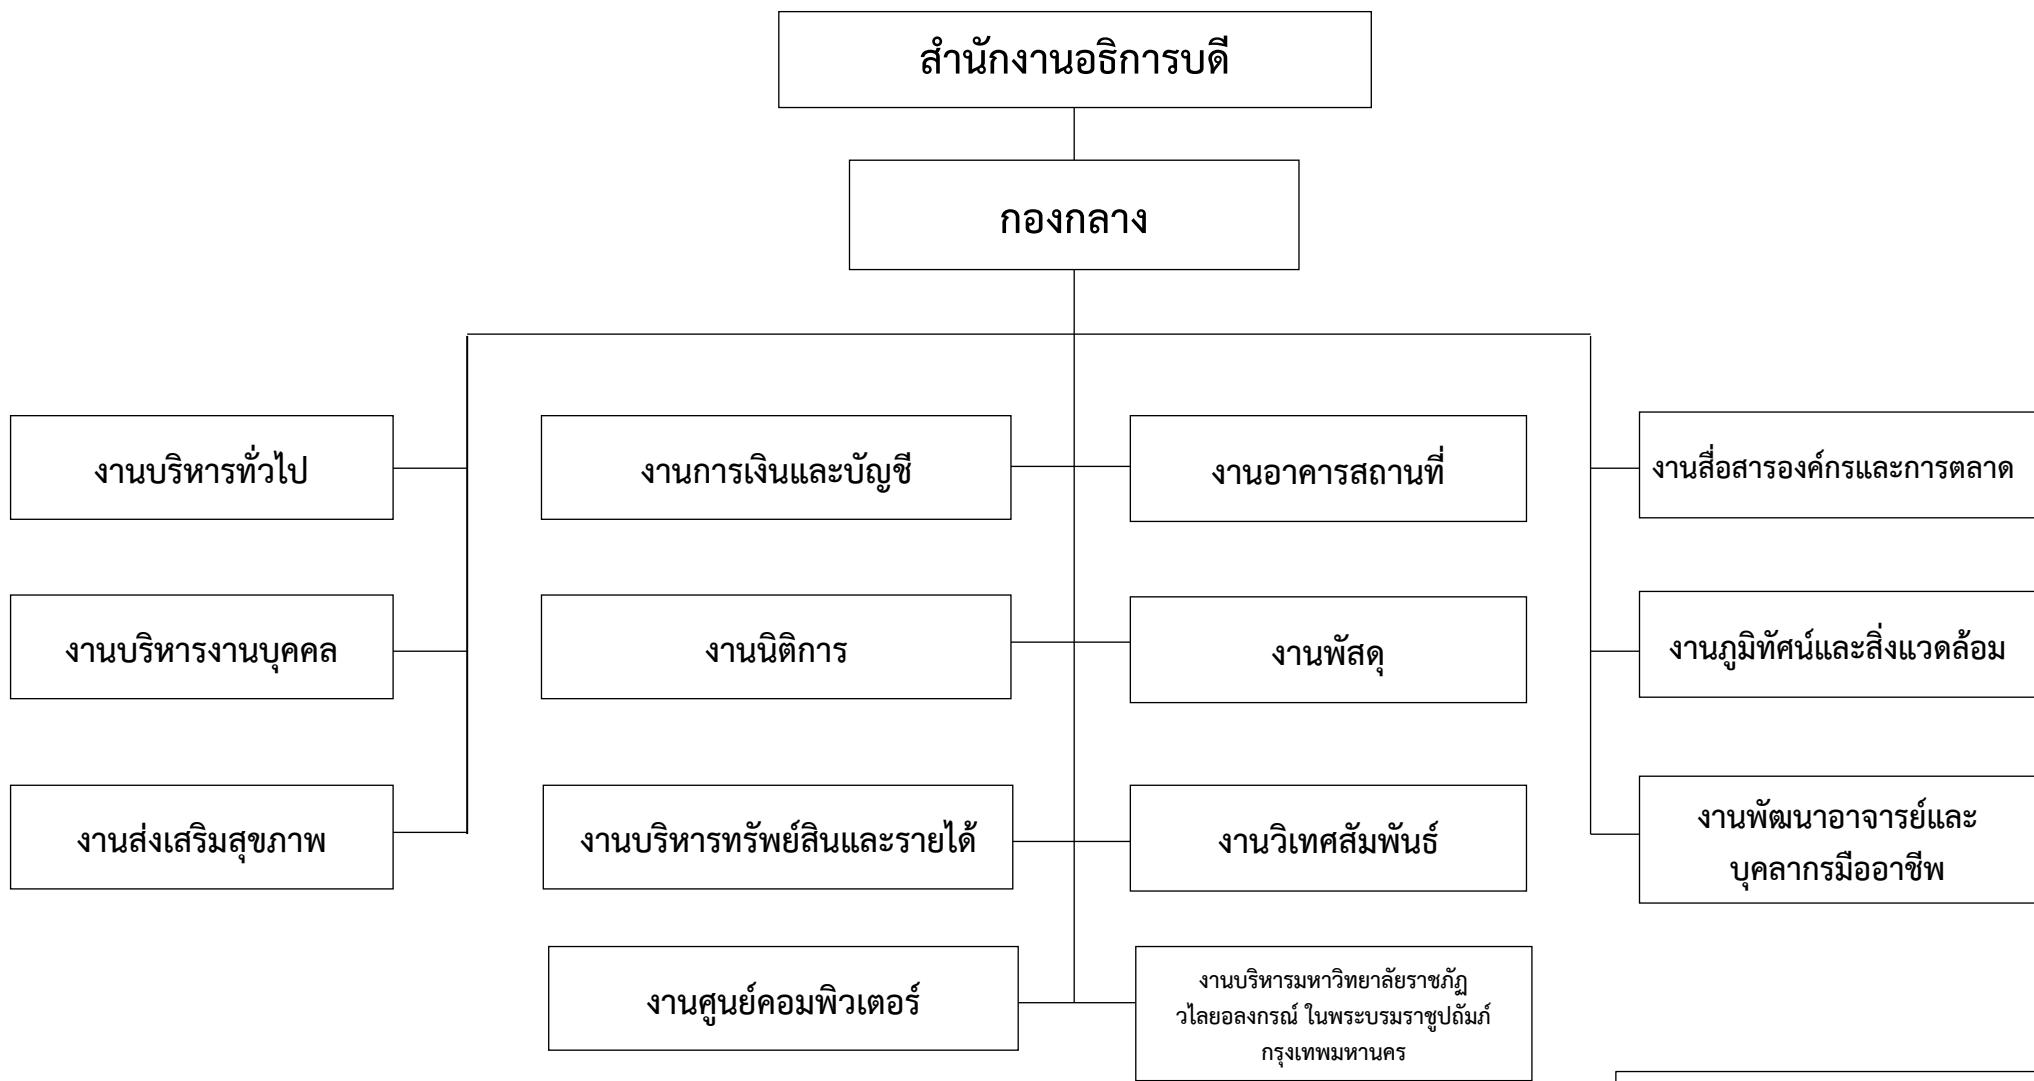 สำนักงานอธิการบดี
กองกลาง
งานบริหารทั่วไป
งานการเงินและบัญชี
งานอาคารสถานที่
งานสื่อสารองค์กรและการตลาด
งานบริหารงานบุคคล
งานนิติการ
งานพัสดุ
งานภูมิทัศน์และสิ่งแวดล้อม
งานส่งเสริมสุขภาพ
งานบริหารทรัพย์สินและรายได้
งานวิเทศสัมพันธ์
งานพัฒนาอาจารย์และ
บุคลากรมืออาชีพ
งานศูนย์คอมพิวเตอร์
งานบริหารมหาวิทยาลัยราชภัฏ
วไลยอลงกรณ์ ในพระบรมราชูปถัมภ์
กรุงเทพมหานคร